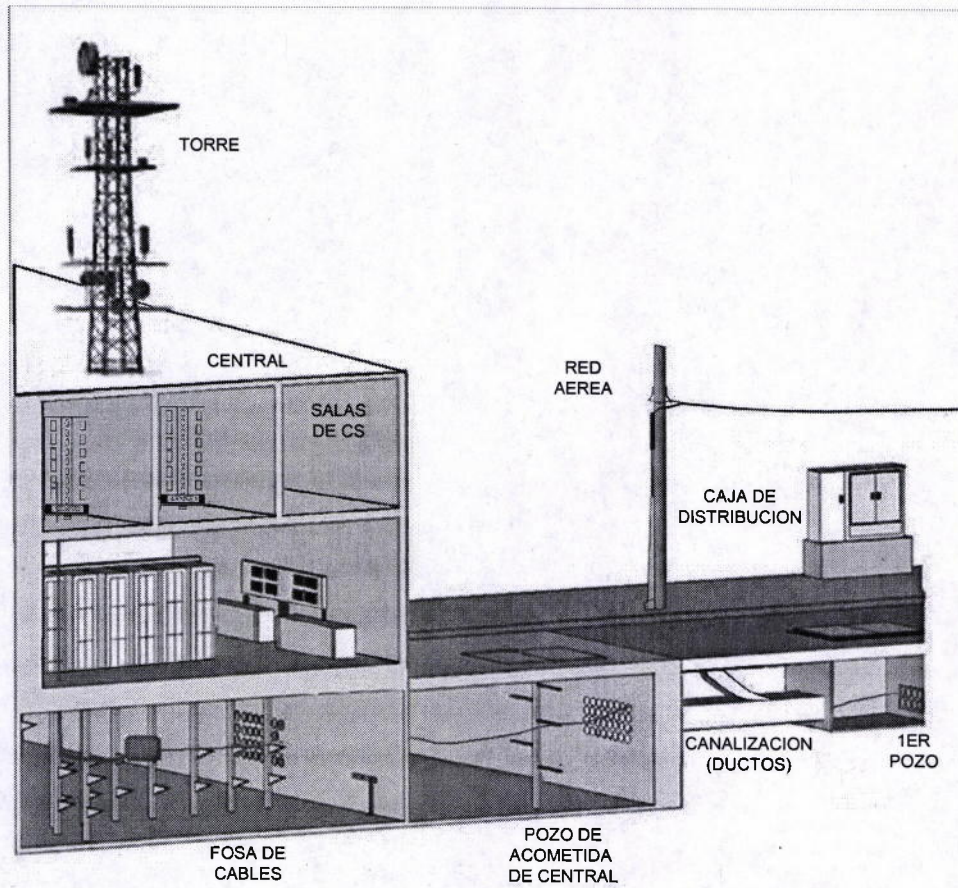 TORRE
CENTRAL
SALAS
DE CS
RED
AEREA
CAJA DE
DISTRIBUCION
CANALIZACION
(DUCTOS)
1ER
POZO
FOSA DE
CABLES
POZO DE
ACOMETIDA
DE CENTRAL